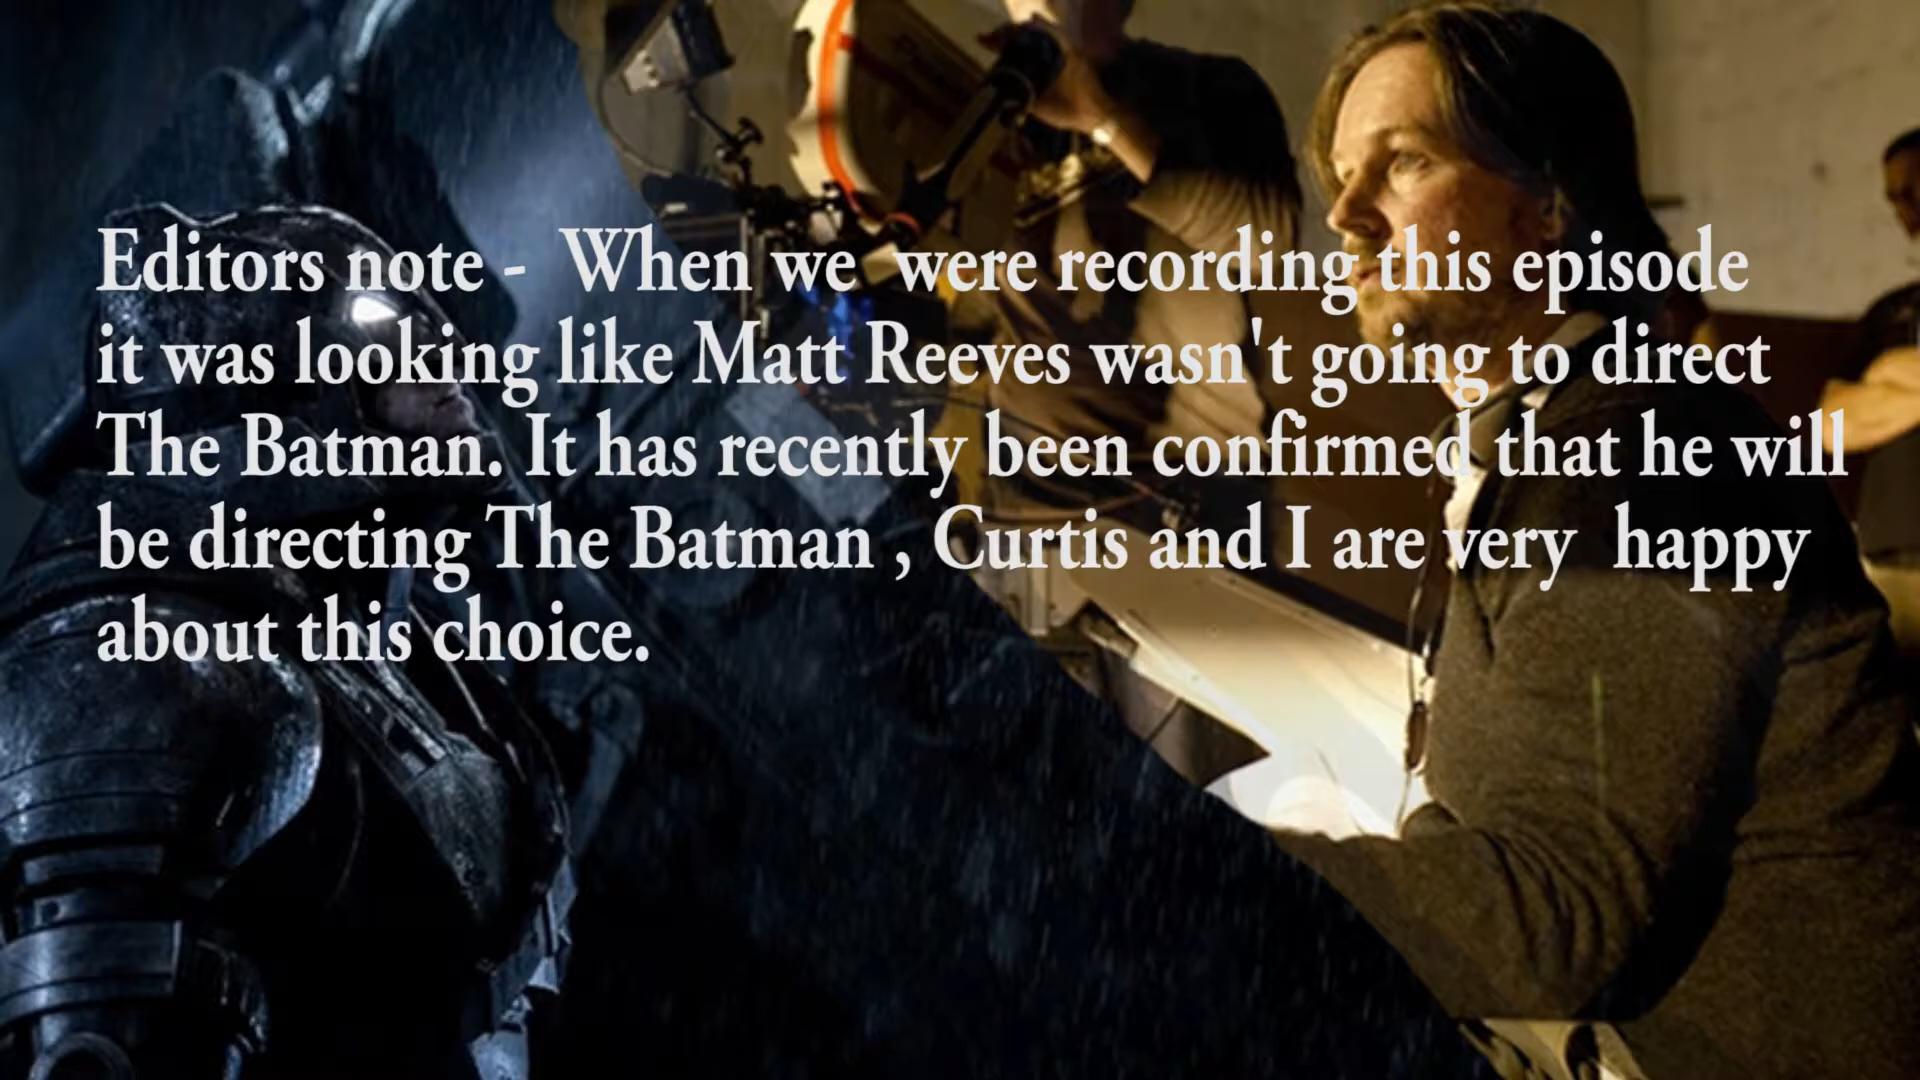 Editors note -  When we  were recording this episode
it was looking like Matt Reeves wasn't going to direct
The Batman. It has recently been confirmed that he will
be directing The Batman , Curtis and I are very  happy
about this choice.